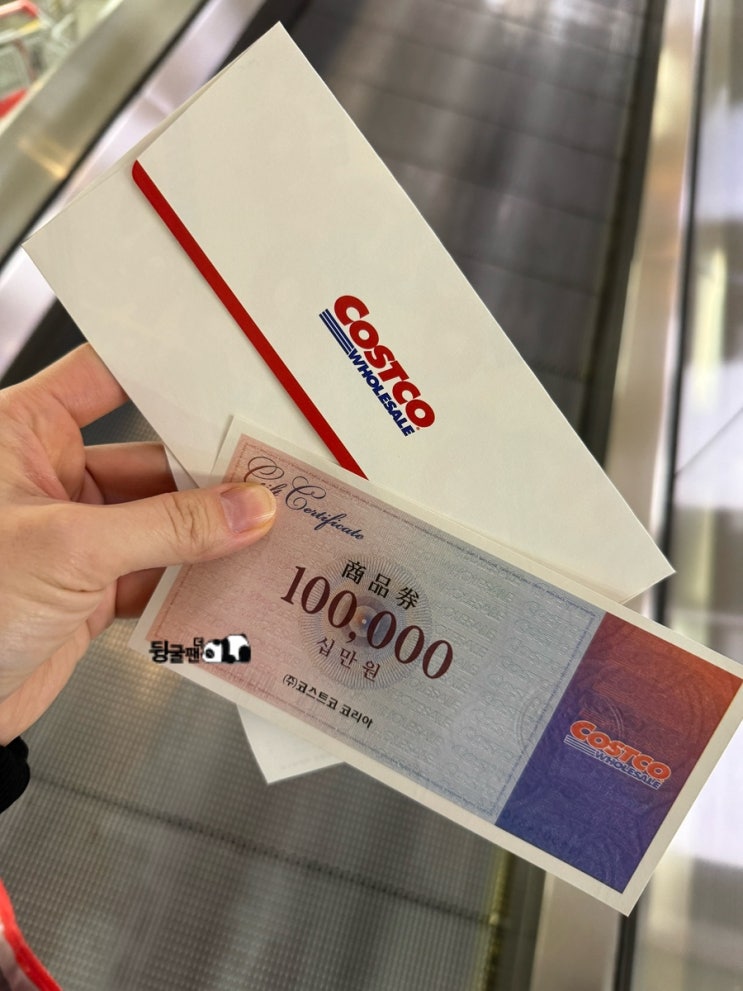 COSTCO
WHOLESALE
Gift Certificate
商品券
100,000
십만원
(주)코스트코 코리아
COSTCO
WHOLESALE
뒹굴팬더